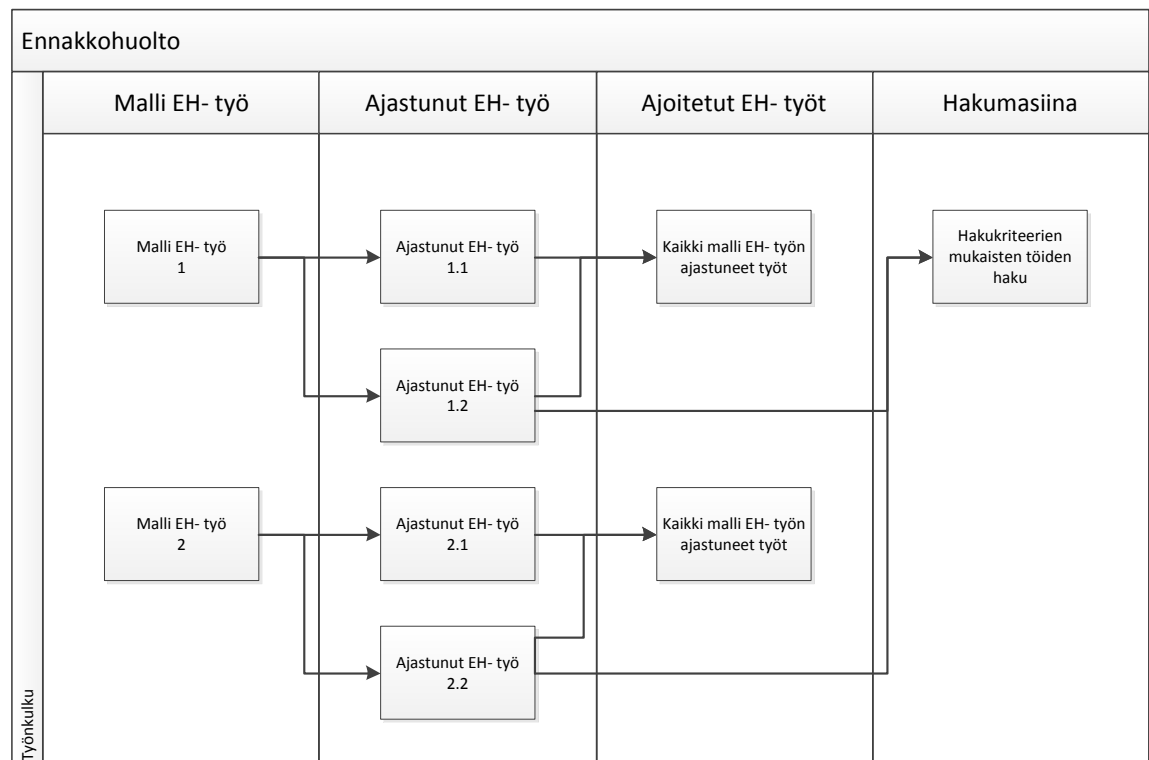 Ennakkohuolto
Malli EH- työ
Ajastunut EH- työ
Ajoitetut EH- työt
Hakumasiina
Malli EH- työ
1
Ajastunut EH- työ
1.1
Kaikki malli EH- työn
ajastuneet työt
Hakukriteerien
mukaisten töiden
haku
Ajastunut EH- työ
1.2
Malli EH- työ
2
Ajastunut EH- työ
2.1
Kaikki malli EH- työn
ajastuneet työt
Ajastunut EH- työ
2.2
Työnkulku